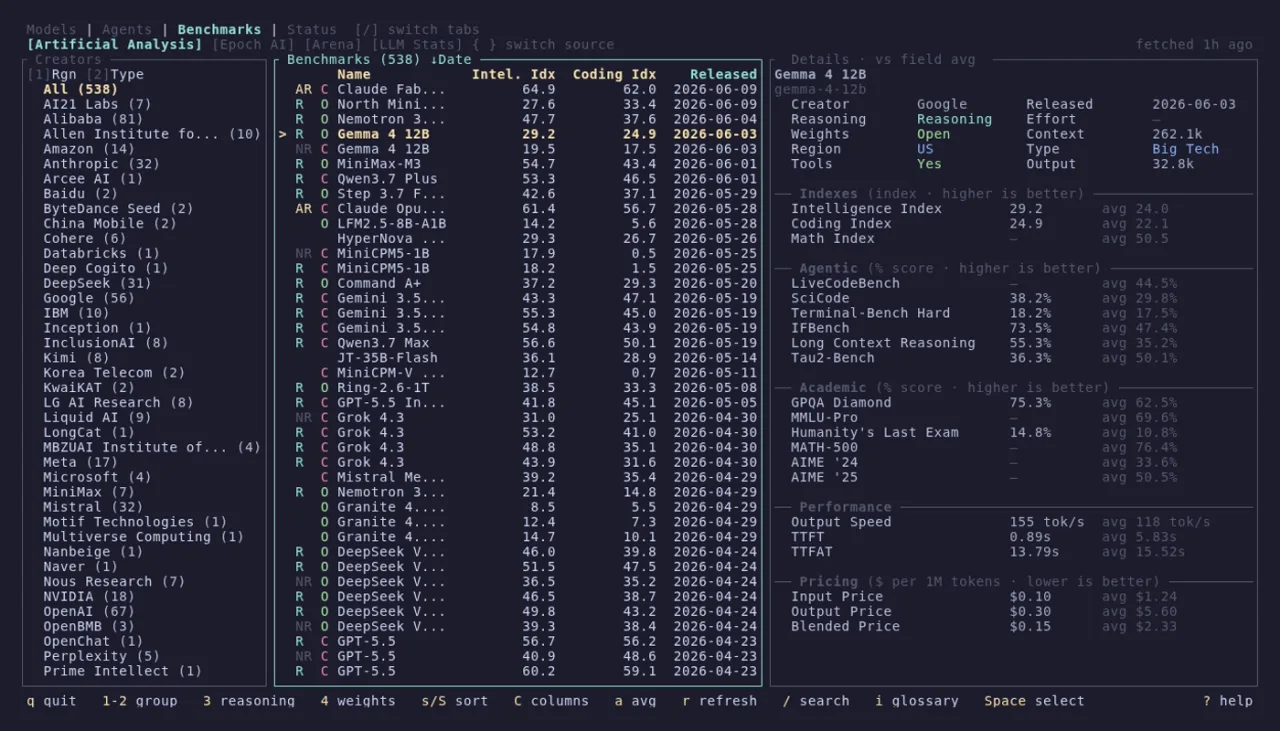 Models | Agents | Benchmarks | Status [/] switch tabs
[Artificial Analysis] [Epoch AI] [Arena] [LLM Stats] { } switch source fetched 1h ago
Creators
[1]Rgn [2]Type
All (538)
AI21 Labs (7)
Alibaba (81)
Allen Institute fo... (10)
Amazon (14)
Anthropic (32)
Arcee AI (1)
Baidu (2)
ByteDance Seed (2)
China Mobile (2)
Cohere (6)
Databricks (1)
Deep Cogito (1)
DeepSeek (31)
Google (56)
IBM (10)
Inception (1)
InclusionAI (8)
Kimi (8)
Korea Telecom (2)
KwaiKAT (2)
LG AI Research (8)
Liquid AI (9)
LongCat (1)
MBZUAI Institute of... (4)
Meta (17)
Microsoft (4)
MiniMax (7)
Mistral (32)
Motif Technologies (1)
Multiverse Computing (1)
Nanbeige (1)
Naver (1)
Nous Research (7)
NVIDIA (18)
OpenAI (67)
OpenBMB (3)
OpenChat (1)
Perplexity (5)
Prime Intellect (1)
Benchmarks (538) ↓Date
Name Intel. Idx Coding Idx Released
AR C Claude Fab... 64.9 62.0 2026-06-09
R O North Mini... 27.6 33.4 2026-06-09
R O Nemotron 3... 47.7 37.6 2026-06-04
> R O Gemma 4 12B 29.2 24.9 2026-06-03
NR C Gemma 4 12B 19.5 17.5 2026-06-03
R O MiniMax-M3 54.7 43.4 2026-06-01
R C Qwen3.7 Plus 53.3 46.5 2026-06-01
R O Step 3.7 F... 42.6 37.1 2026-05-29
AR C Claude Opu... 61.4 56.7 2026-05-28
O LFM2.5-8B-A1B 14.2 5.6 2026-05-28
HyperNova ... 29.3 26.7 2026-05-26
NR C MiniCPM5-1B 17.9 0.5 2026-05-25
R C MiniCPM5-1B 18.2 1.5 2026-05-25
R O Command A+ 37.2 29.3 2026-05-20
R C Gemini 3.5... 43.3 47.1 2026-05-19
R C Gemini 3.5... 55.3 45.0 2026-05-19
R C Gemini 3.5... 54.8 43.9 2026-05-19
R C Qwen3.7 Max 56.6 50.1 2026-05-19
JT-35B-Flash 36.1 28.9 2026-05-14
C MiniCPM-V ... 12.7 0.7 2026-05-11
R O Ring-2.6-1T 38.5 33.3 2026-05-08
R C GPT-5.5 In... 41.8 45.1 2026-05-05
NR C Grok 4.3 31.0 25.1 2026-04-30
R C Grok 4.3 53.2 41.0 2026-04-30
R C Grok 4.3 48.8 35.1 2026-04-30
R C Grok 4.3 43.9 31.6 2026-04-30
C Mistral Me... 39.2 35.4 2026-04-29
R O Nemotron 3... 21.4 14.8 2026-04-29
O Granite 4.... 8.5 5.5 2026-04-29
O Granite 4.... 12.4 7.3 2026-04-29
O Granite 4.... 14.7 10.1 2026-04-29
R O DeepSeek V... 46.0 39.8 2026-04-24
R O DeepSeek V... 51.5 47.5 2026-04-24
NR O DeepSeek V... 36.5 35.2 2026-04-24
R O DeepSeek V... 46.5 38.7 2026-04-24
R O DeepSeek V... 49.8 43.2 2026-04-24
NR O DeepSeek V... 39.3 38.4 2026-04-24
R C GPT-5.5 56.7 56.2 2026-04-23
NR C GPT-5.5 40.9 48.6 2026-04-23
R C GPT-5.5 60.2 59.1 2026-04-23
Details · vs field avg
Gemma 4 12B
gemma-4-12b
Creator Google Released 2026-06-03
Reasoning Reasoning Effort —
Weights Open Context 262.1k
Region US Type Big Tech
Tools Yes Output 32.8k
Indexes (index · higher is better)
Intelligence Index 29.2 avg 24.0
Coding Index 24.9 avg 22.1
Math Index — avg 50.5
Agentic (% score · higher is better)
LiveCodeBench — avg 44.5%
SciCode 38.2% avg 29.8%
Terminal-Bench Hard 18.2% avg 17.5%
IFBench 73.5% avg 47.4%
Long Context Reasoning 55.3% avg 35.2%
Tau2-Bench 36.3% avg 50.1%
Academic (% score · higher is better)
GPQA Diamond 75.3% avg 62.5%
MMLU-Pro — avg 69.6%
Humanity's Last Exam 14.8% avg 10.8%
MATH-500 — avg 76.4%
AIME '24 — avg 33.6%
AIME '25 — avg 50.5%
Performance
Output Speed 155 tok/s avg 118 tok/s
TTFT 0.89s avg 5.83s
TTFAT 13.79s avg 15.52s
Pricing ($ per 1M tokens · lower is better)
Input Price $0.10 avg $1.24
Output Price $0.30 avg $5.60
Blended Price $0.15 avg $2.33
q quit 1-2 group 3 reasoning 4 weights s/S sort C columns a avg r refresh / search i glossary Space select ? help